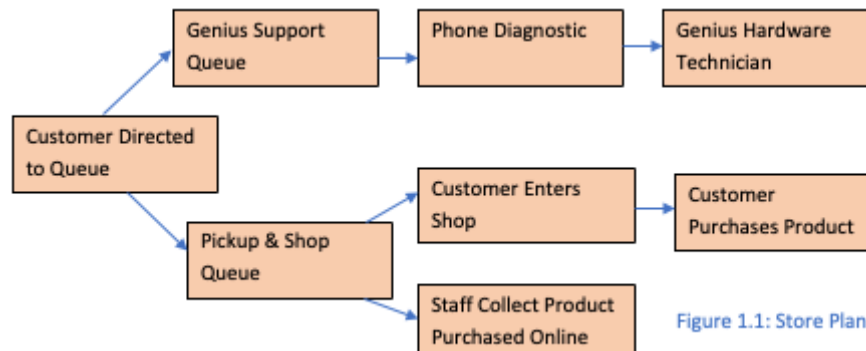 Genius Support
Queue
Phone Diagnostic
Genius Hardware
Technician
Customer Directed
to Queue
Customer Enters
Shop
Customer
Purchases Product
Pickup & Shop
Queue
Staff Collect Product
Purchased Online
Figure 1.1: Store Plan